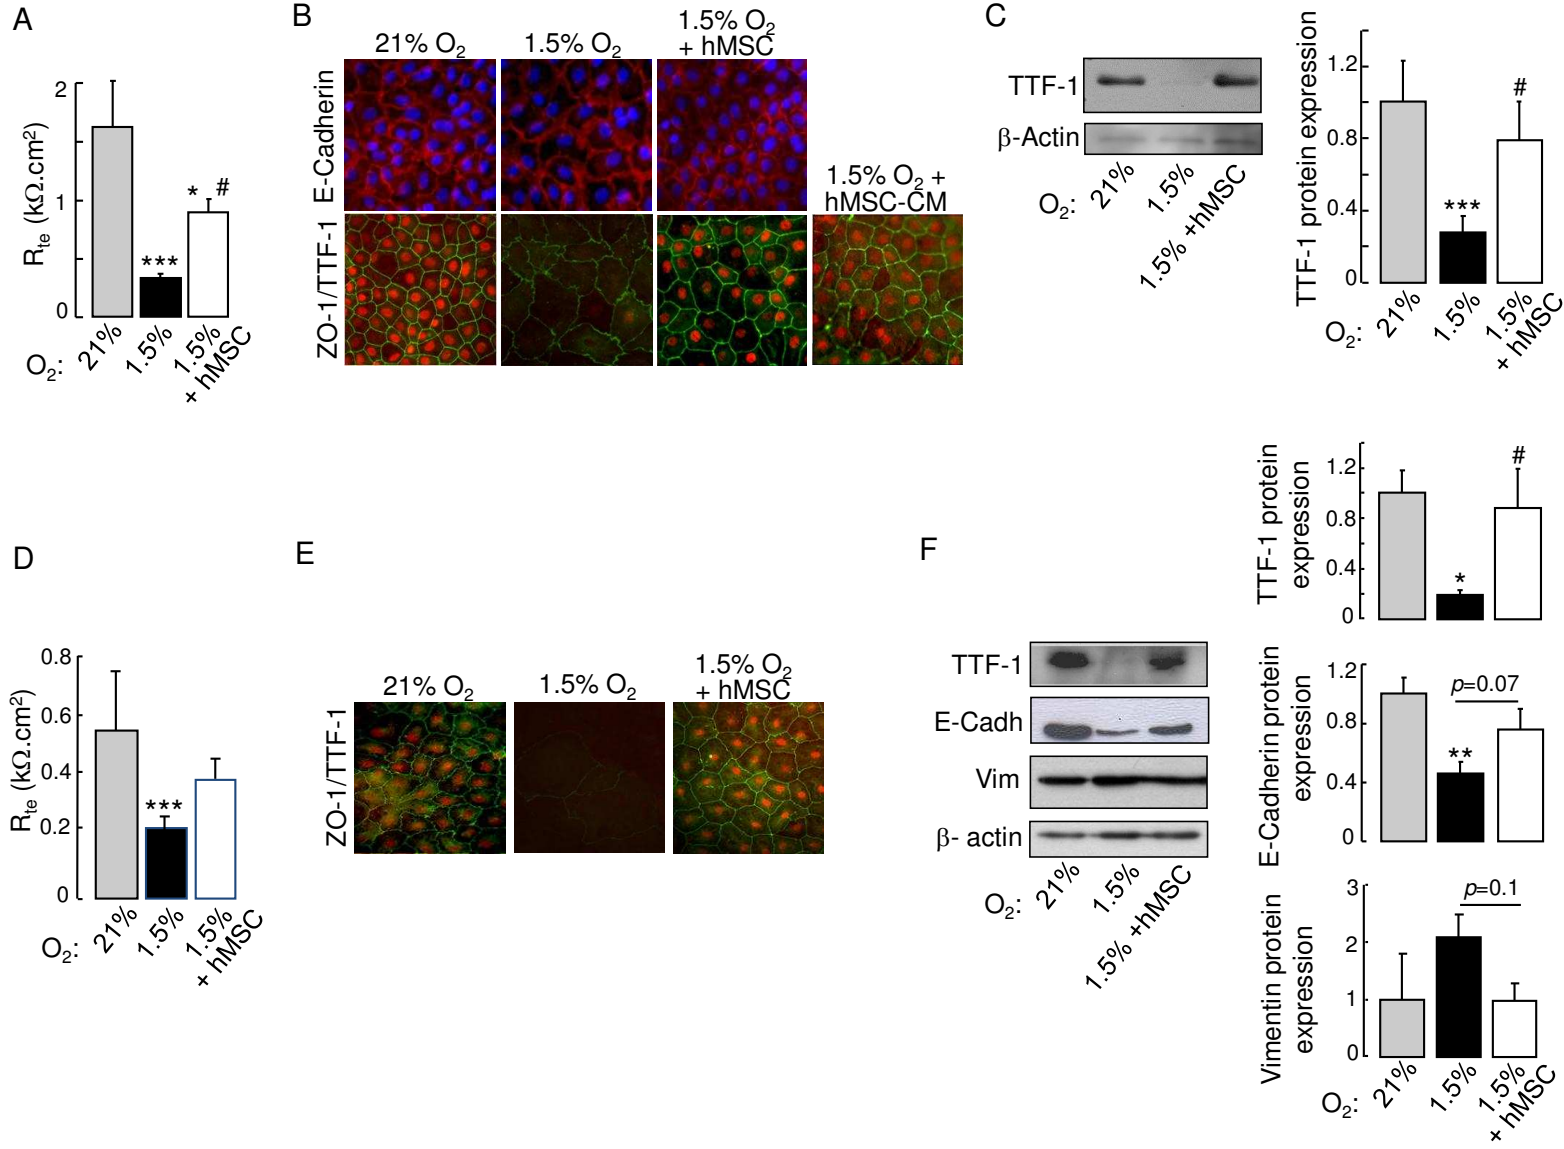 A
2
1
0
R_te (kΩ.cm²)
***
* #
21%
1.5%
1.5%
+ hMSC
O₂:
B
21% O₂
1.5% O₂
1.5% O₂
+ hMSC
1.5% O₂ +
hMSC-CM
E-Cadherin
ZO-1/TTF-1
C
TTF-1
β-Actin
O₂:
21%
1.5%
1.5% +hMSC
TTF-1 protein expression
1.2
0.8
0.4
0
***
#
O₂:
21%
1.5%
1.5%
+ hMSC
D
R_te (kΩ.cm²)
0.8
0.6
0.4
0.2
0
***
O₂:
21%
1.5%
1.5%
+ hMSC
E
21% O₂
1.5% O₂
1.5% O₂
+ hMSC
ZO-1/TTF-1
F
TTF-1
E-Cadh
Vim
β- actin
O₂:
21%
1.5%
1.5% +hMSC
TTF-1 protein
expression
1.2
0.8
0.4
0
*
#
E-Cadherin protein
expression
1.2
0.8
0.4
0
**
p=0.07
Vimentin protein
expression
3
2
1
0
p=0.1
O₂:
21%
1.5%
1.5%
+ hMSC